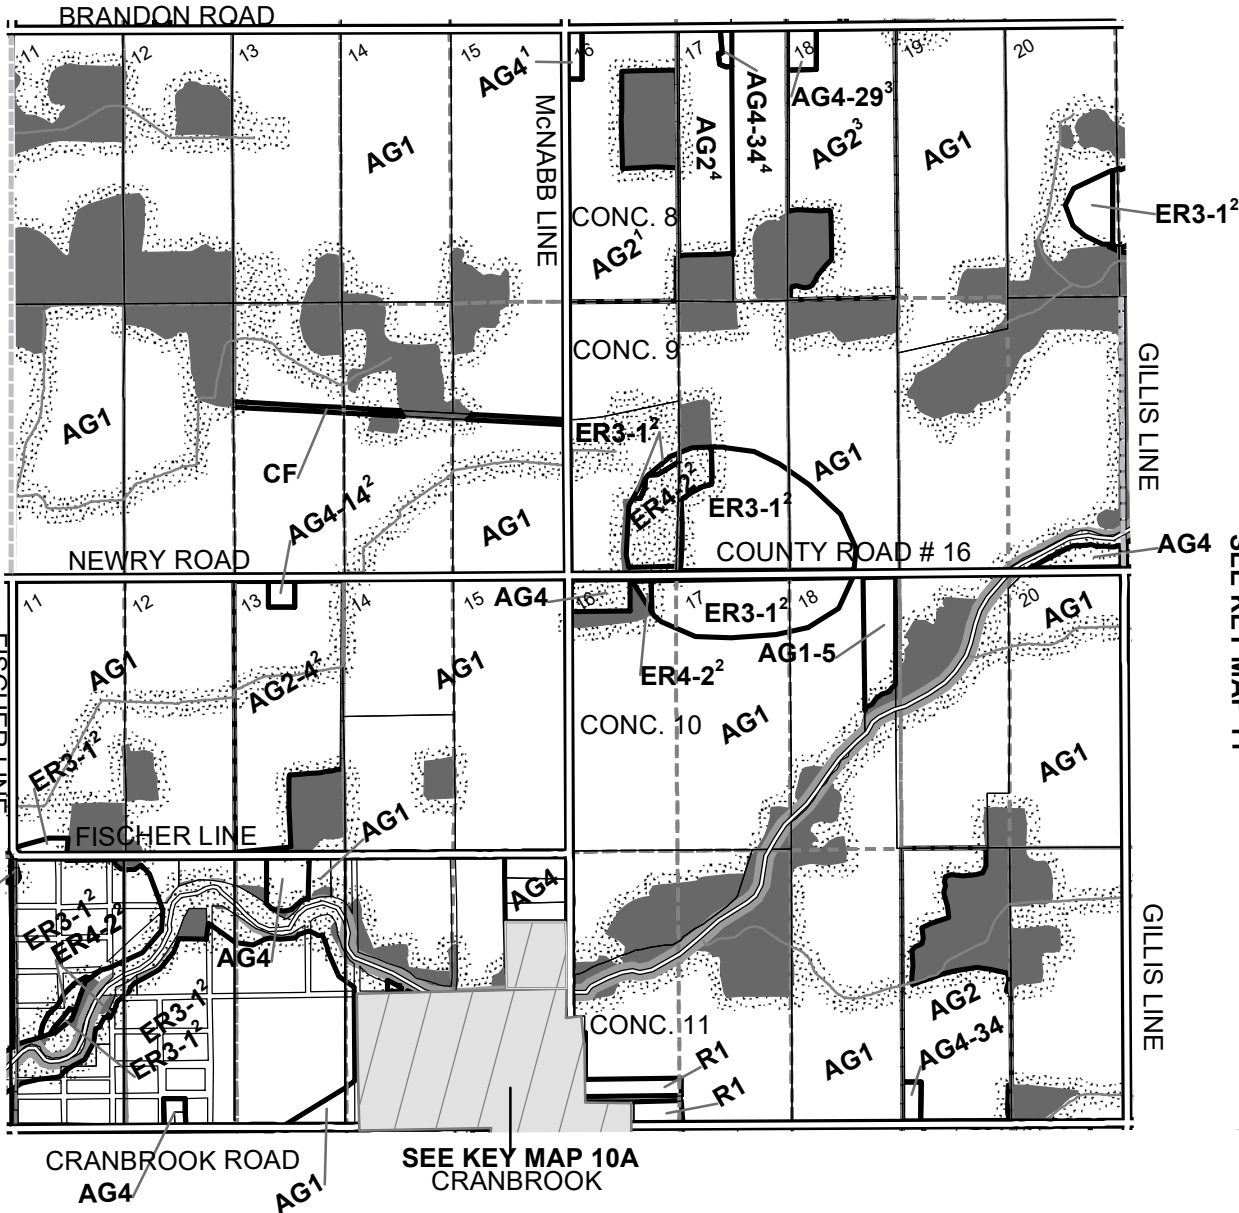 BRANDON ROAD
11
12
13
14
15
16
17
18
19
20
AG4¹
McNABB LINE
AG1
AG2⁴
AG4-34⁴
AG4-29³
AG2³
AG1
ER3-1²
CONC. 8
AG2¹
CONC. 9
GILLIS LINE
AG1
CF
AG4-14²
AG1
ER3-1²
ER4-2²
ER3-1²
AG1
NEWRY ROAD
COUNTY ROAD # 16
AG4
11
12
13
14
15
AG4
16
17
18
20
ER3-1²
AG1
AG1-5
ER4-2²
AG1
AG2-4²
AG1
CONC. 10
AG1
AG1
ER3-1²
FISCHER LINE
FISCHER LINE
AG1
AG4
ER3-1²
ER4-2²
AG4
ER3-1²
ER3-1²
CONC. 11
R1
R1
AG1
AG2
AG4-34
GILLIS LINE
CRANBROOK ROAD
AG4
AG1
SEE KEY MAP 10A
CRANBROOK
SEE KEY MAP 11